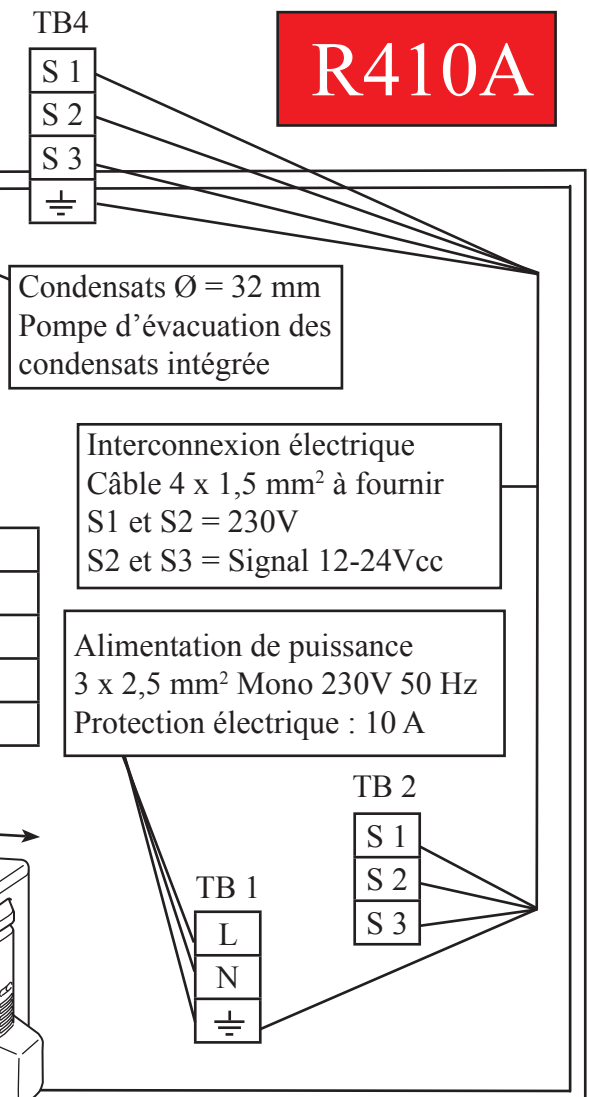 TB4
R410A
S 1
S 2
S 3
Condensats Ø = 32 mm
Pompe d’évacuation des
condensats intégrée
Interconnexion électrique
Câble 4 x 1,5 mm² à fournir
S1 et S2 = 230V
S2 et S3 = Signal 12-24Vcc
Alimentation de puissance
3 x 2,5 mm² Mono 230V 50 Hz
Protection électrique : 10 A
TB 2
S 1
S 2
S 3
TB 1
L
N